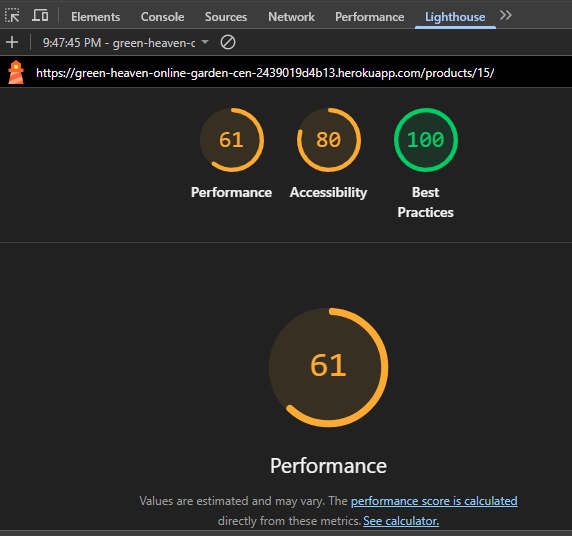 Elements Console Sources Network Performance Lighthouse
9:47:45 PM - green-heaven-c
https://green-heaven-online-garden-cen-2439019d4b13.herokuapp.com/products/15/
61 80 100
Performance Accessibility Best
Practices
61
Performance
Values are estimated and may vary. The performance score is calculated
directly from these metrics. See calculator.